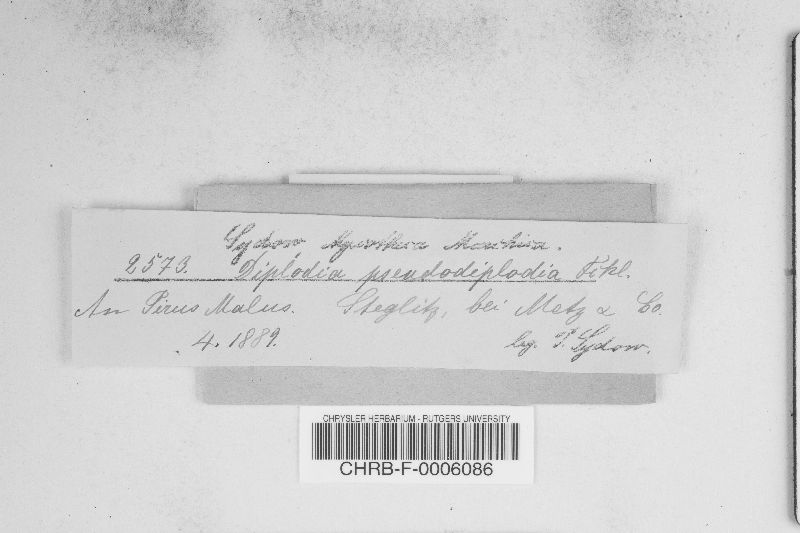 Sydow Mycotheca Marchica.
2573. Diplodia pseudodiplodia Fckl.
An Pirus Malus. Steglitz, bei Metz & Co.
4. 1889. leg. P. Sydow.
CHRYSLER HERBARIUM - RUTGERS UNIVERSITY
CHRB-F-0006086